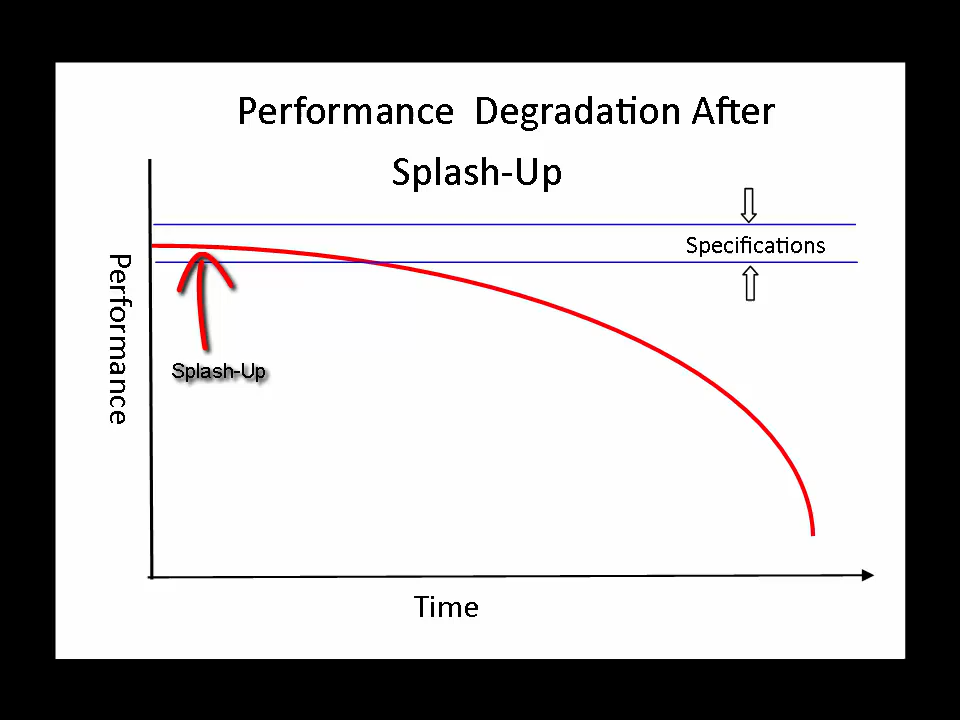 Performance Degradation After
Splash-Up
Specifications
Performance
Splash-Up
Time